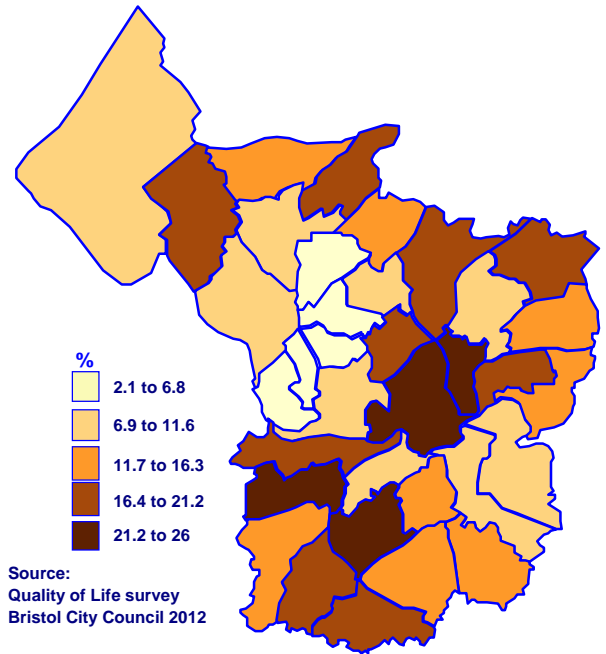 %
2.1 to 6.8
6.9 to 11.6
11.7 to 16.3
16.4 to 21.2
21.2 to 26
Source:
Quality of Life survey
Bristol City Council 2012